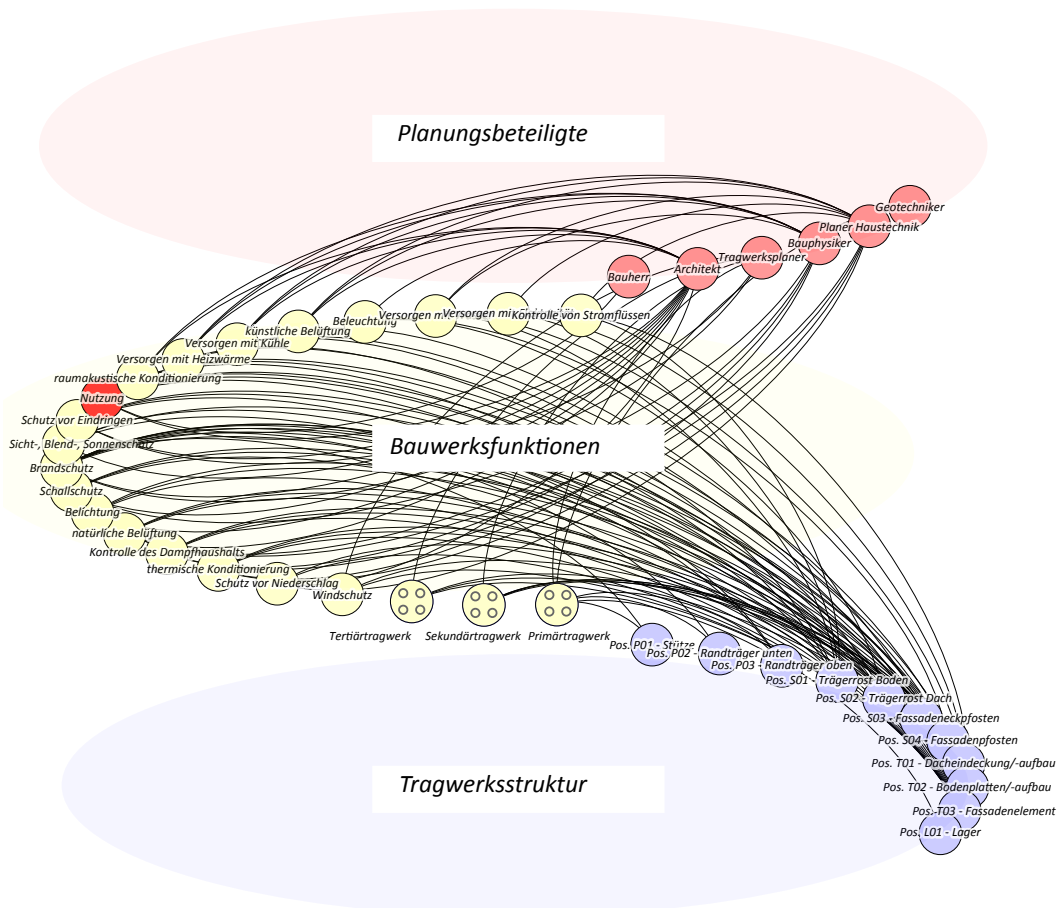 Planungsbeteiligte
Geotechniker
Planer Haustechnik
Bauphysiker
Tragwerksplaner
Architekt
Bauherr
Kontrolle von Stromflüssen
Versorgen mi
Versorgen m
Beleuchtung
künstliche Belüftung
Versorgen mit Kühle
Versorgen mit Heizwärme
raumakustische Konditionierung
Nutzung
Schutz vor Eindringen
Sicht-, Blend-, Sonnenschutz
Brandschutz
Schallschutz
Belichtung
natürliche Belüftung
Kontrolle des Dampfhaushalts
thermische Konditionierung
Schutz vor Niederschlag
Windschutz
Bauwerksfunktionen
Tertiärtragwerk
Sekundärtragwerk
Primärtragwerk
Pos. P01 - Stütze
Pos. P02 - Randträger unten
Pos. P03 - Randträger oben
Pos. S01 - Trägerrost Boden
Pos. S02 - Trägerrost Dach
Pos. S03 - Fassadeneckpfosten
Pos. S04 - Fassadenpfosten
Pos. T01 - Dacheindeckung/-aufbau
Pos. T02 - Bodenplatten/-aufbau
Pos. T03 - Fassadenelement
Pos. L01 - Lager
Tragwerksstruktur